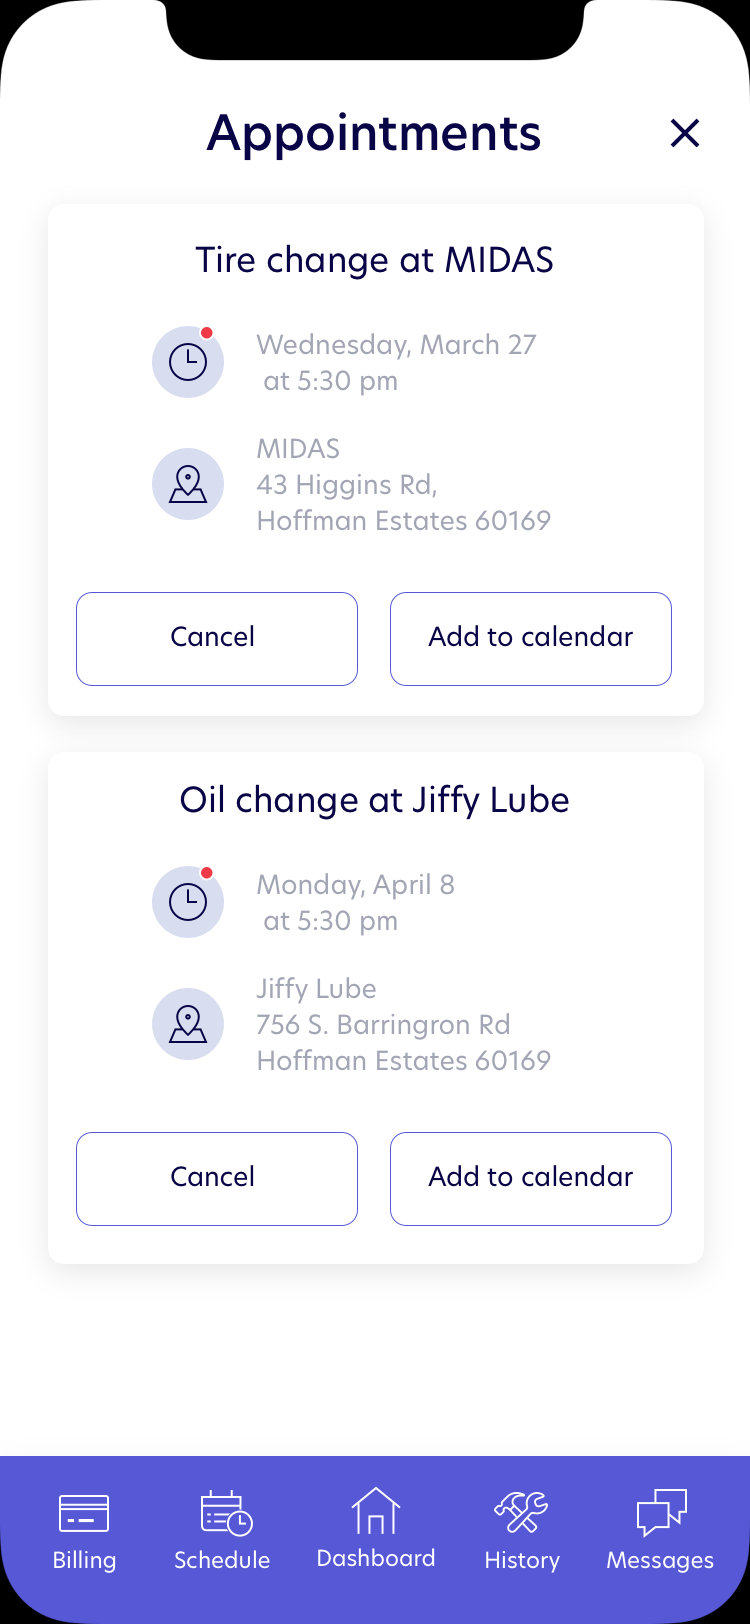 Appointments
Tire change at MIDAS
Wednesday, March 27
at 5:30 pm
MIDAS
43 Higgins Rd,
Hoffman Estates 60169
Cancel
Add to calendar
Oil change at Jiffy Lube
Monday, April 8
at 5:30 pm
Jiffy Lube
756 S. Barringron Rd
Hoffman Estates 60169
Cancel
Add to calendar
Billing
Schedule
Dashboard
History
Messages